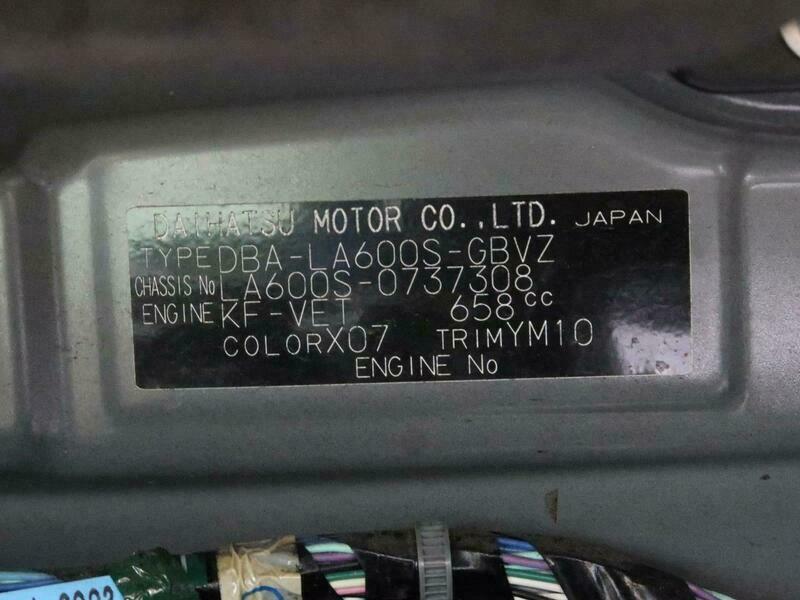 DAIHATSU MOTOR CO.,LTD. JAPAN
TYPE DBA-LA600S-GBVZ
CHASSIS No LA600S-0737308
ENGINE KF-VET 658cc
COLOR X07 TRIM YM10
ENGINE No